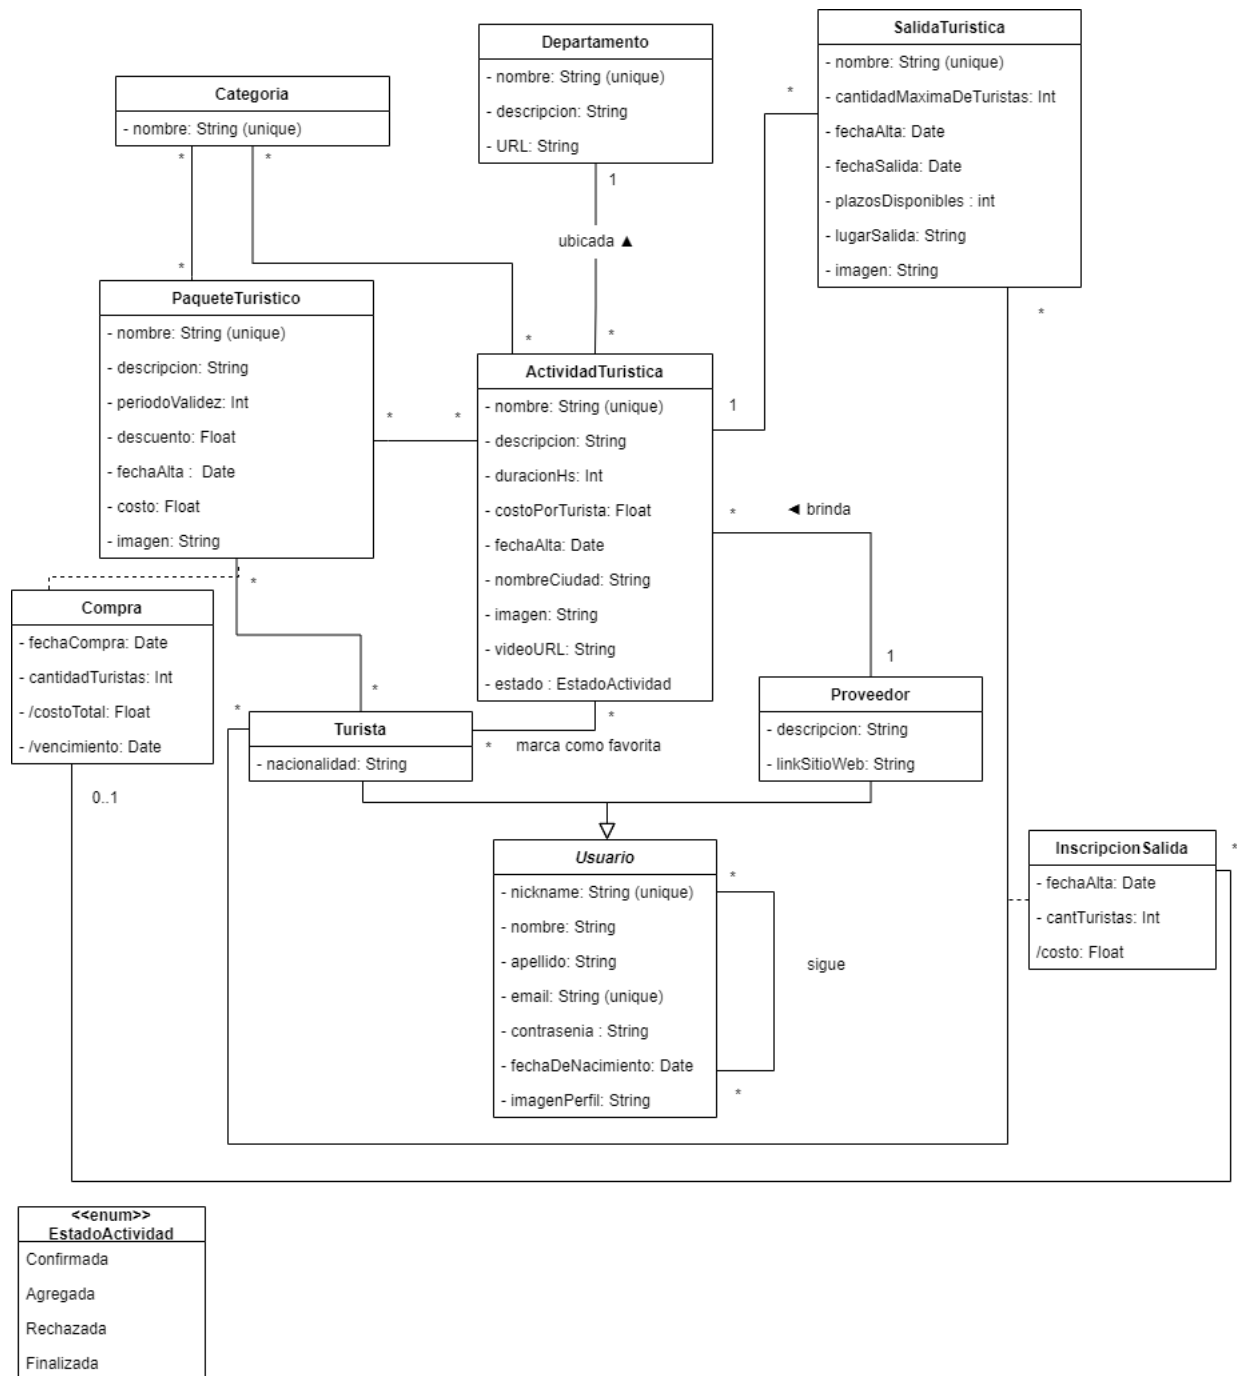 SalidaTuristica
- nombre: String (unique)
- cantidadMaximaDeTuristas: Int
- fechaAlta: Date
- fechaSalida: Date
- plazosDisponibles : int
- lugarSalida: String
- imagen: String
*
*
Departamento
- nombre: String (unique)
- descripcion: String
- URL: String
1
ubicada ▲
*
Categoria
- nombre: String (unique)
*
*
*
*
PaqueteTuristico
- nombre: String (unique)
- descripcion: String
- periodoValidez: Int
- descuento: Float
- fechaAlta : Date
- costo: Float
- imagen: String
*
*
*
ActividadTuristica
- nombre: String (unique)
- descripcion: String
- duracionHs: Int
- costoPorTurista: Float
- fechaAlta: Date
- nombreCiudad: String
- imagen: String
- videoURL: String
- estado : EstadoActividad
1
*
◄ brinda
1
*
* marca como favorita
Compra
- fechaCompra: Date
- cantidadTuristas: Int
- /costoTotal: Float
- /vencimiento: Date
0..1
*
*
Turista
- nacionalidad: String
Proveedor
- descripcion: String
- linkSitioWeb: String
Usuario
- nickname: String (unique)
- nombre: String
- apellido: String
- email: String (unique)
- contrasenia : String
- fechaDeNacimiento: Date
- imagenPerfil: String
*
sigue
*
InscripcionSalida
- fechaAlta: Date
- cantTuristas: Int
/costo: Float
*
<<enum>>
EstadoActividad
Confirmada
Agregada
Rechazada
Finalizada